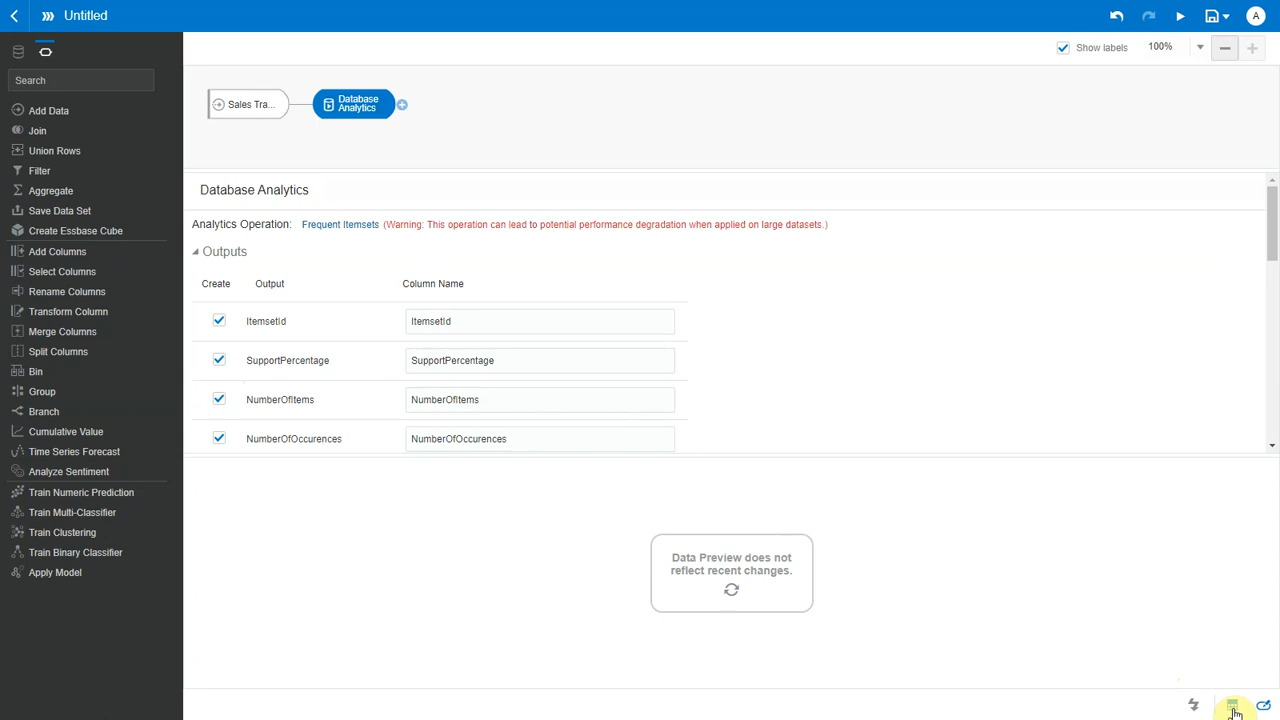 Untitled
A
Show labels
100%
Search
Add Data
Join
Union Rows
Filter
Aggregate
Save Data Set
Create Essbase Cube
Add Columns
Select Columns
Rename Columns
Transform Column
Merge Columns
Split Columns
Bin
Group
Branch
Cumulative Value
Time Series Forecast
Analyze Sentiment
Train Numeric Prediction
Train Multi-Classifier
Train Clustering
Train Binary Classifier
Apply Model
Sales Tra...
Database
Analytics
Database Analytics
Analytics Operation: Frequent Itemsets (Warning: This operation can lead to potential performance degradation when applied on large datasets.)
Outputs
Create Output Column Name
ItemsetId ItemsetId
SupportPercentage SupportPercentage
NumberOfItems NumberOfItems
NumberOfOccurences NumberOfOccurences
Data Preview does not
reflect recent changes.